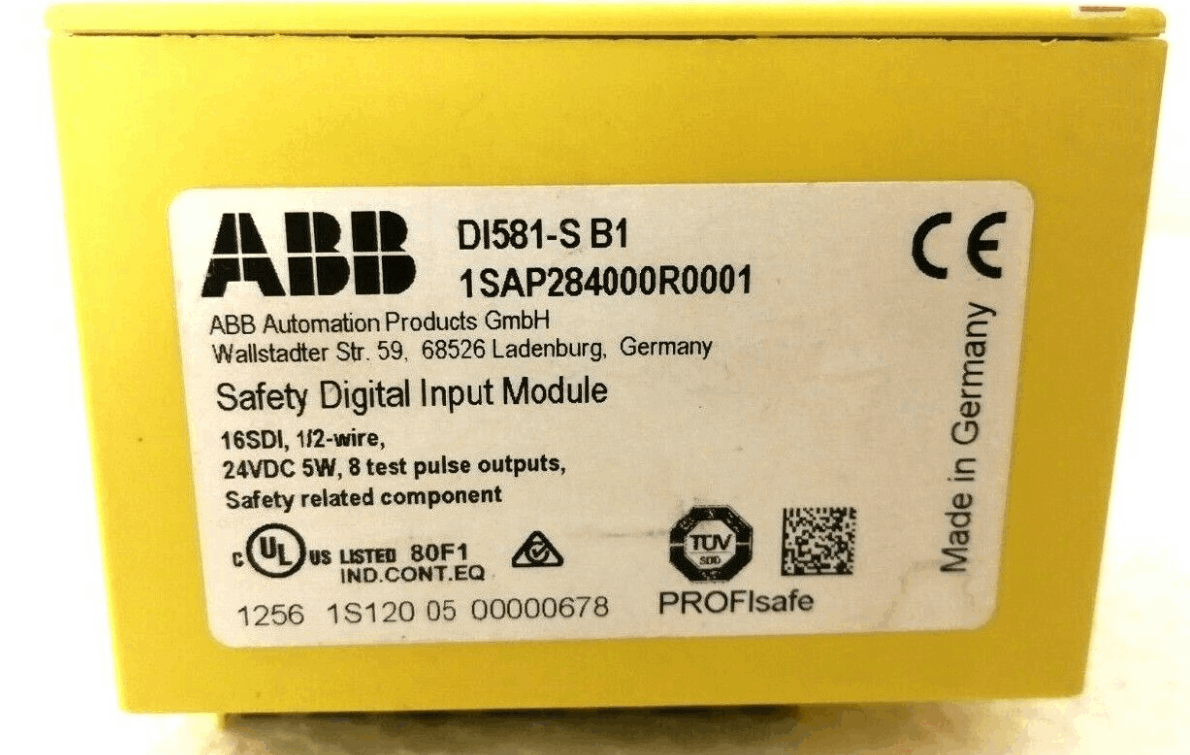 ABB
DI581-S B1
1SAP284000R0001
CE
ABB Automation Products GmbH
Wallstadter Str. 59, 68526 Ladenburg, Germany
Safety Digital Input Module
16SDI, 1/2-wire,
24VDC 5W, 8 test pulse outputs,
Safety related component
Made in Germany
C UL US LISTED 80F1
IND.CONT.EQ
TÜV
SÜD
1256 1S120 05 00000678
PROFIsafe